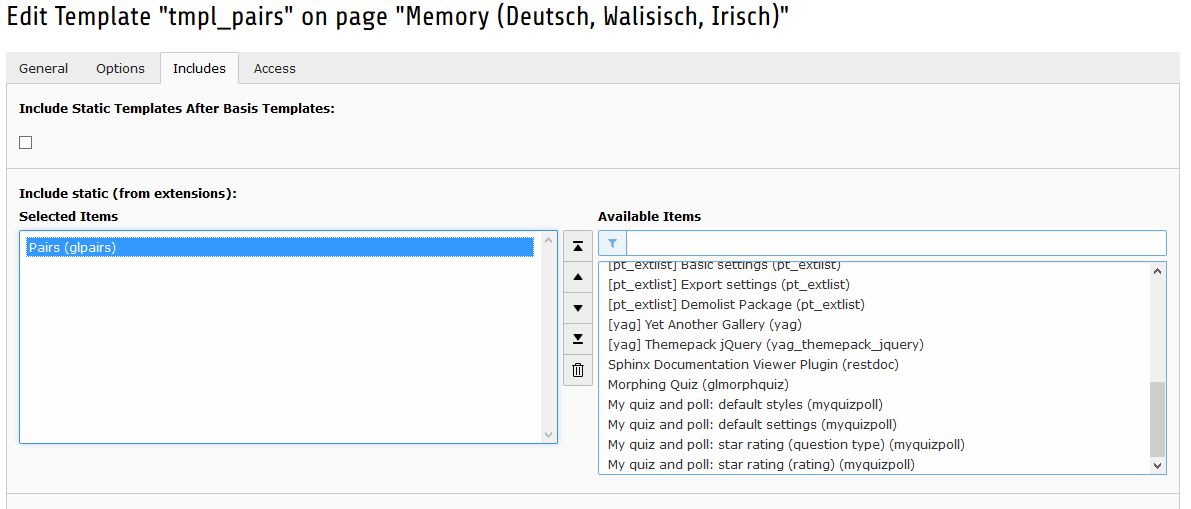 Edit Template "tmpl_pairs" on page "Memory (Deutsch, Walisisch, Irisch)"
General Options Includes Access
Include Static Templates After Basis Templates:
Include static (from extensions):
Selected Items
Available Items
Pairs (glpairs)
[pt_extlist] Basic settings (pt_extlist)
[pt_extlist] Export settings (pt_extlist)
[pt_extlist] Demolist Package (pt_extlist)
[yag] Yet Another Gallery (yag)
[yag] Themepack jQuery (yag_themepack_jquery)
Sphinx Documentation Viewer Plugin (restdoc)
Morphing Quiz (glmorphquiz)
My quiz and poll: default styles (myquizpoll)
My quiz and poll: default settings (myquizpoll)
My quiz and poll: star rating (question type) (myquizpoll)
My quiz and poll: star rating (rating) (myquizpoll)